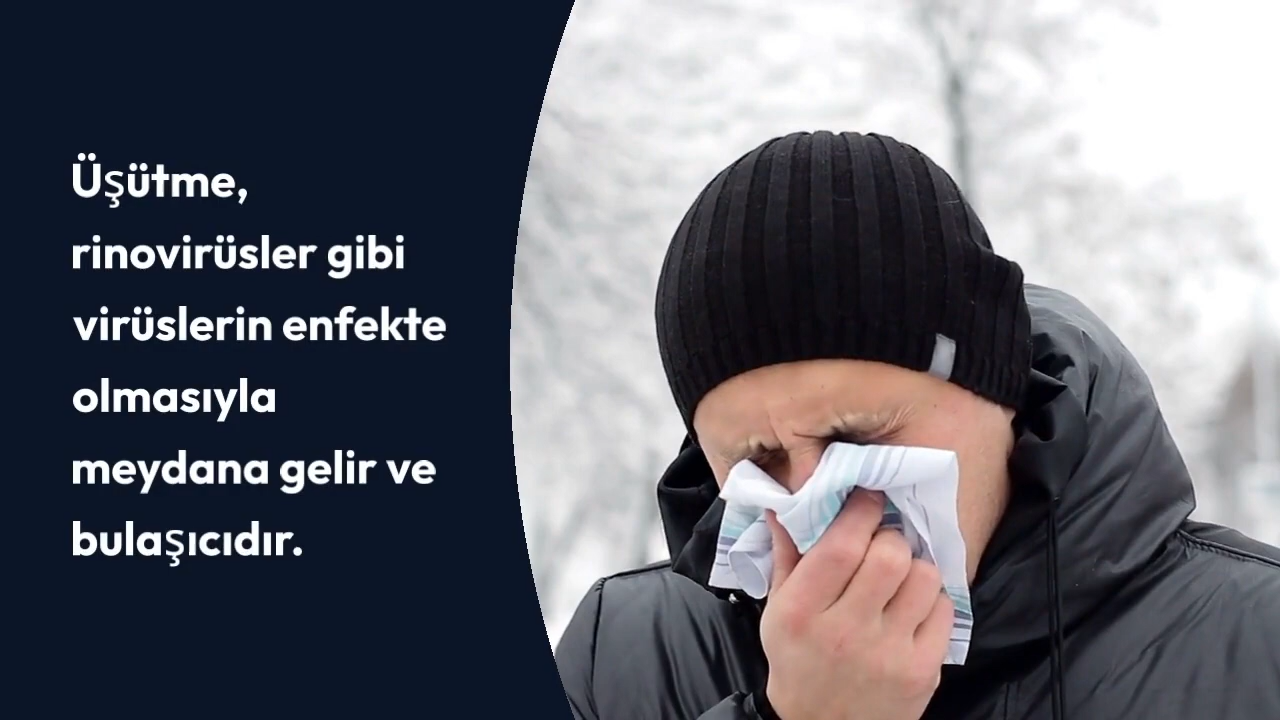 Üşütme,
rinovirüsler gibi
virüslerin enfekte
olmasıyla
meydana gelir ve
bulaşıcıdır.